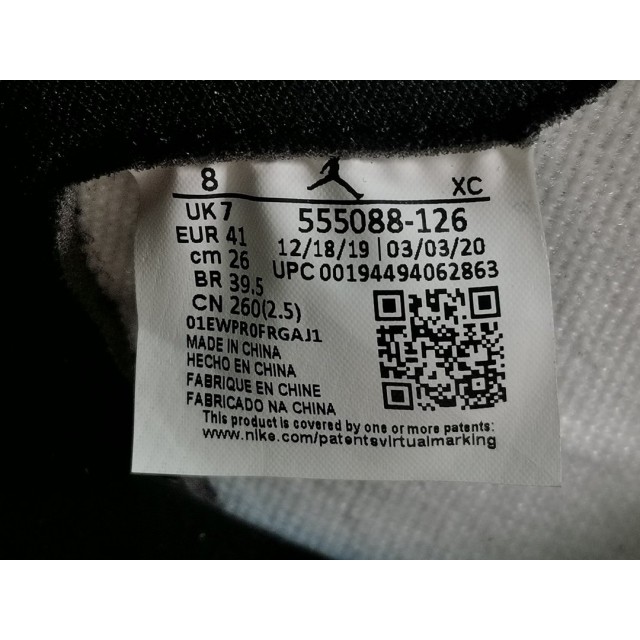 8 XC
UK 7 555088-126
EUR 41 12/18/19 | 03/03/20
cm 26 UPC 00194494062863
BR 39.5
CN 260(2.5)
01EWPR0FRGAJ1
MADE IN CHINA
HECHO EN CHINA
FABRIQUE EN CHINE
FABRICADO NA CHINA
This product is covered by one or more patents:
www.nike.com/patentsvirtualmarking